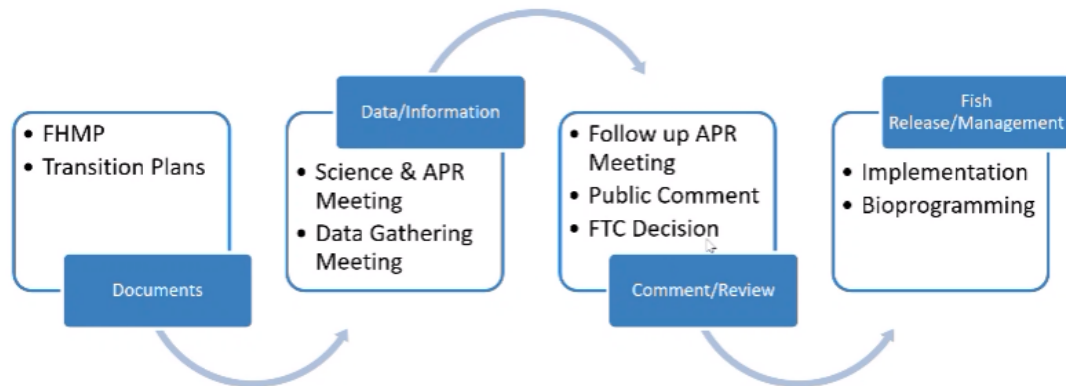 • FHMP
• Transition Plans
Documents
Data/Information
• Science & APR
Meeting
• Data Gathering
Meeting
• Follow up APR
Meeting
• Public Comment
• FTC Decision
Comment/Review
Fish
Release/Management
• Implementation
• Bioprogramming